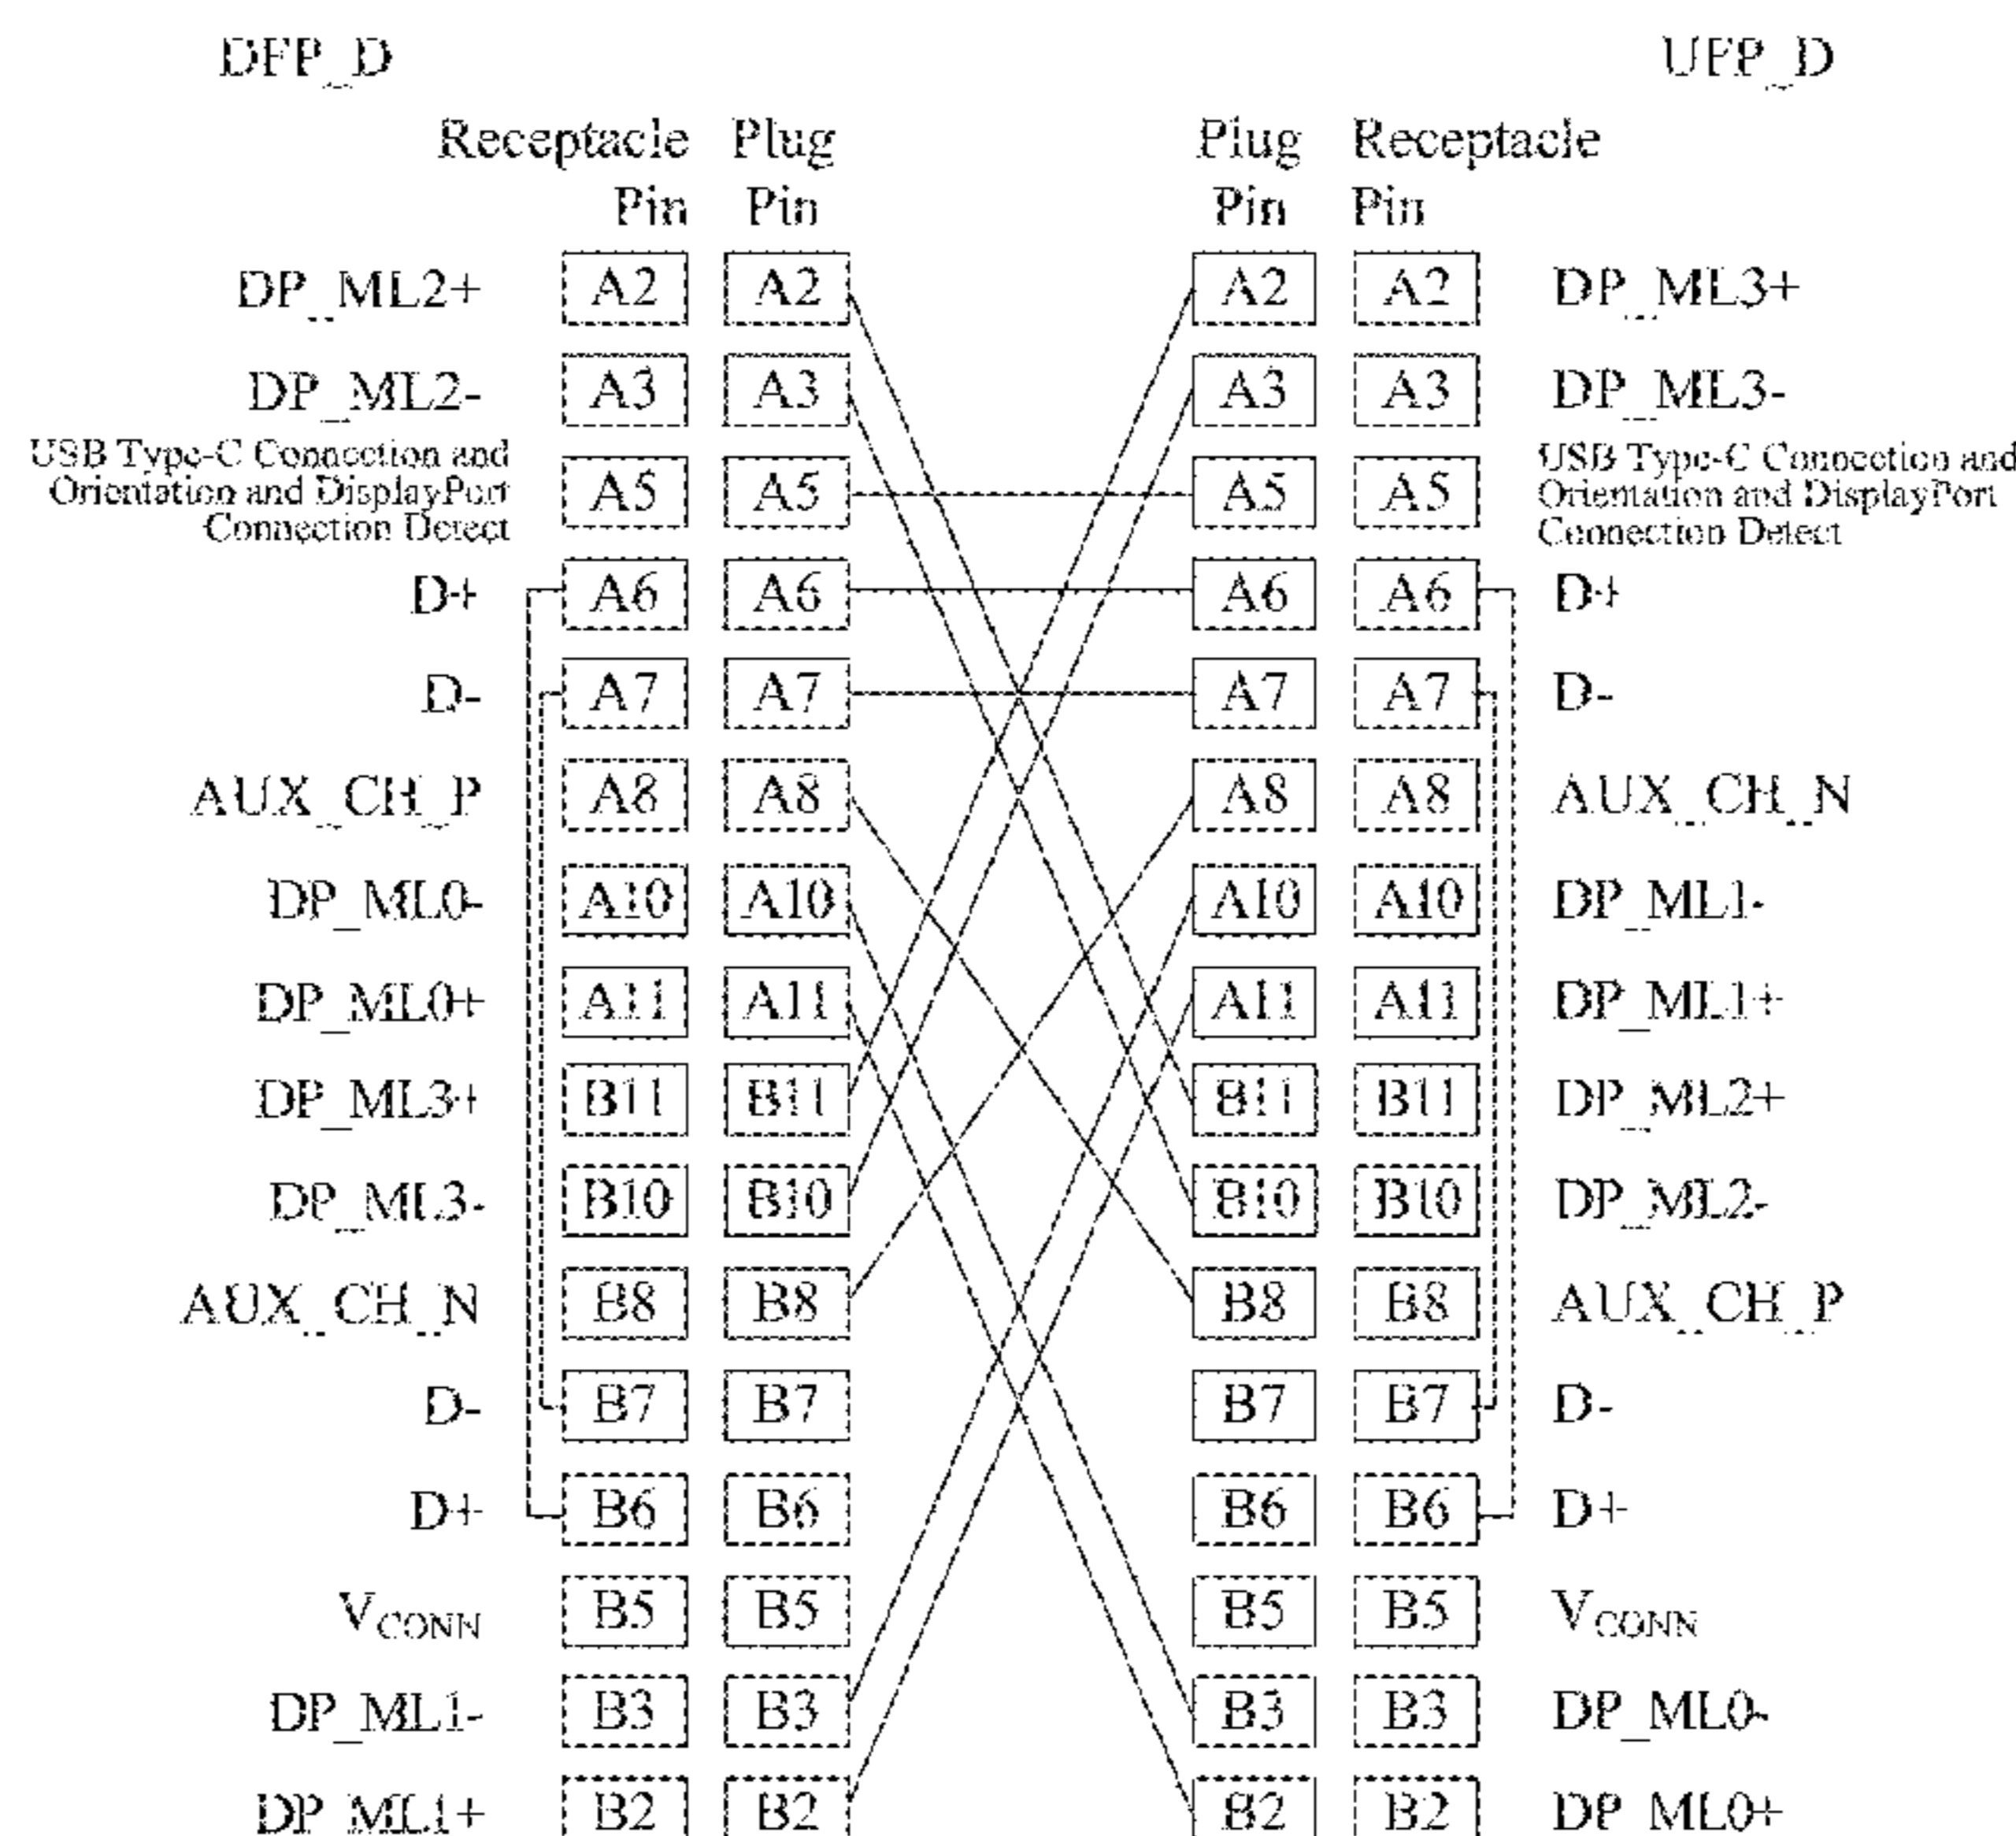 DFP_D UFP_D
Receptacle Plug Plug Receptacle
Pin Pin Pin Pin
DP_ML2+ A2 A2 A2 A2 DP_ML3+
DP_ML2- A3 A3 A3 A3 DP_ML3-
USB Type-C Connection and
Orientation and DisplayPort
Connection Detect
A5 A5 A5 A5
USB Type-C Connection and
Orientation and DisplayPort
Connection Detect
D+ A6 A6 A6 A6 D+
D- A7 A7 A7 A7 D-
AUX_CH_P A8 A8 A8 A8 AUX_CH_N
DP_ML0- A10 A10 A10 A10 DP_ML1-
DP_ML0+ A11 A11 A11 A11 DP_ML1+
DP_ML3+ B11 B11 B11 B11 DP_ML2+
DP_ML3- B10 B10 B10 B10 DP_ML2-
AUX_CH_N B8 B8 B8 B8 AUX_CH_P
D- B7 B7 B7 B7 D-
D+ B6 B6 B6 B6 D+
VCONN B5 B5 B5 B5 VCONN
DP_ML1- B3 B3 B3 B3 DP_ML0-
DP_ML1+ B2 B2 B2 B2 DP_ML0+